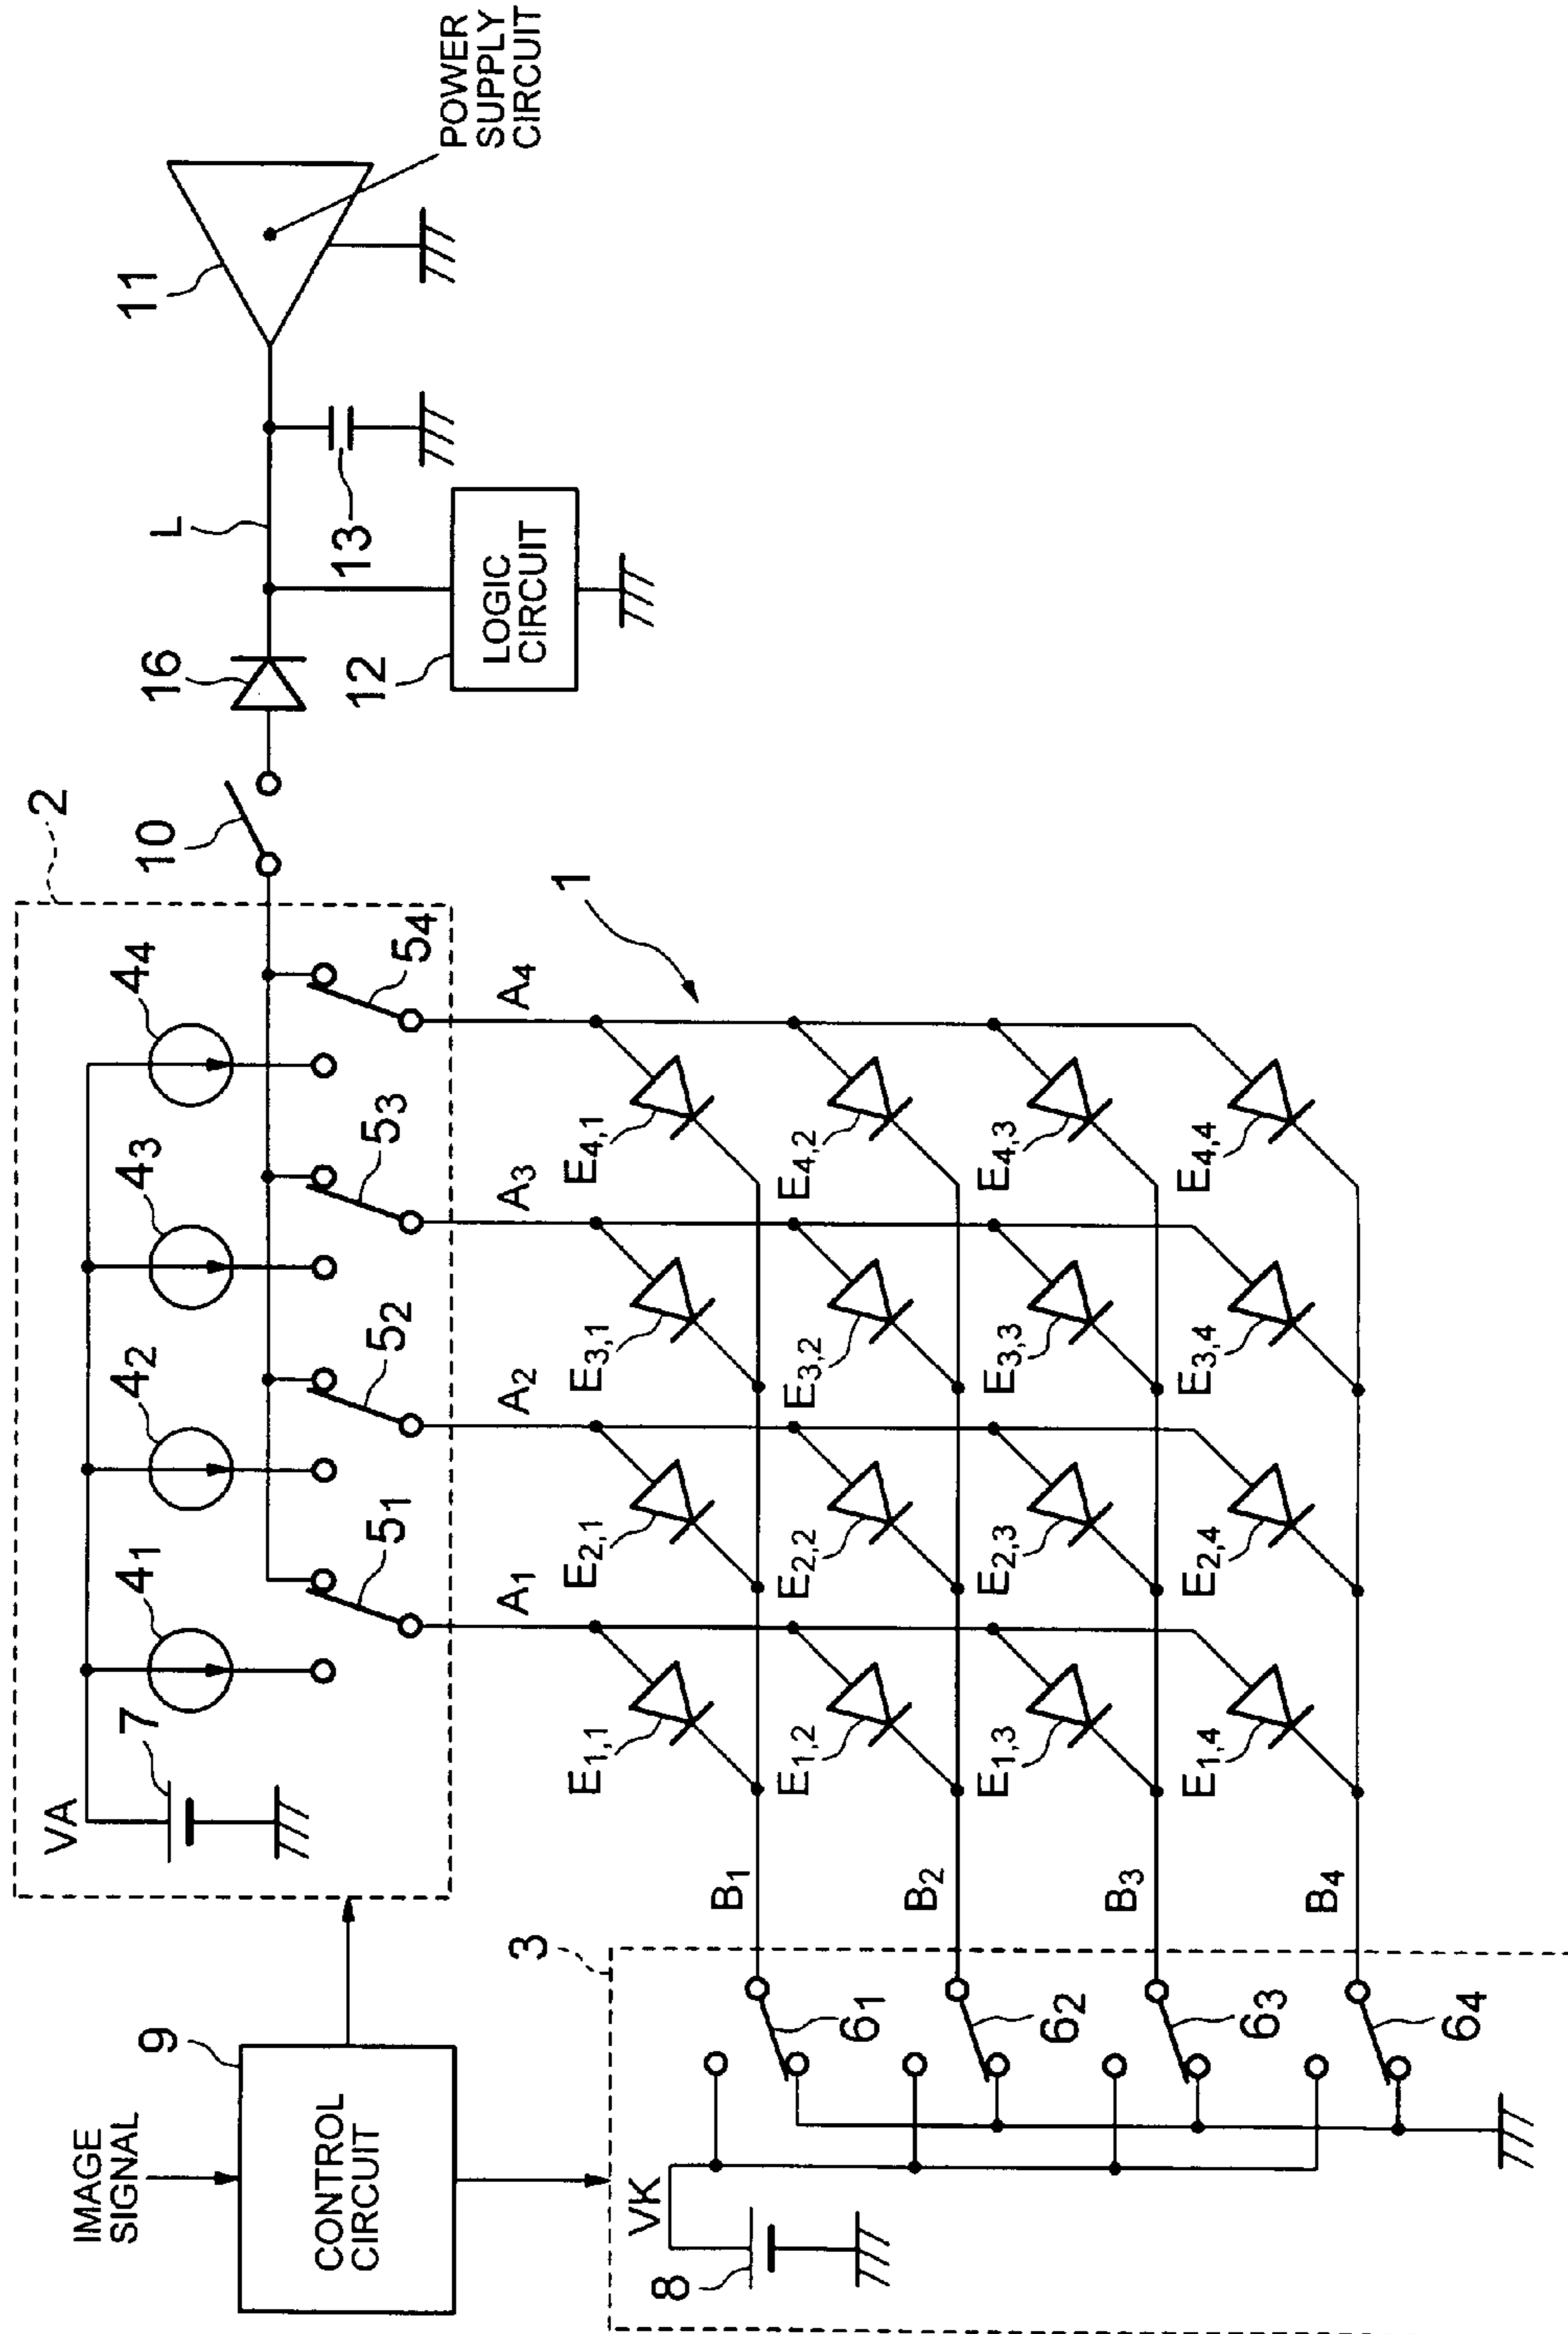 IMAGE
SIGNAL
9
CONTROL
CIRCUIT
2
VA
7
4₁
4₂
4₃
4₄
5₁
5₂
5₃
5₄
10
16
L
11
POWER
SUPPLY
CIRCUIT
12
LOGIC
CIRCUIT
13
A₁
A₂
A₃
A₄
1
3
VK
8
6₁
6₂
6₃
6₄
B₁
B₂
B₃
B₄
E₁,₁
E₂,₁
E₃,₁
E₄,₁
E₁,₂
E₂,₂
E₃,₂
E₄,₂
E₁,₃
E₂,₃
E₃,₃
E₄,₃
E₁,₄
E₂,₄
E₃,₄
E₄,₄